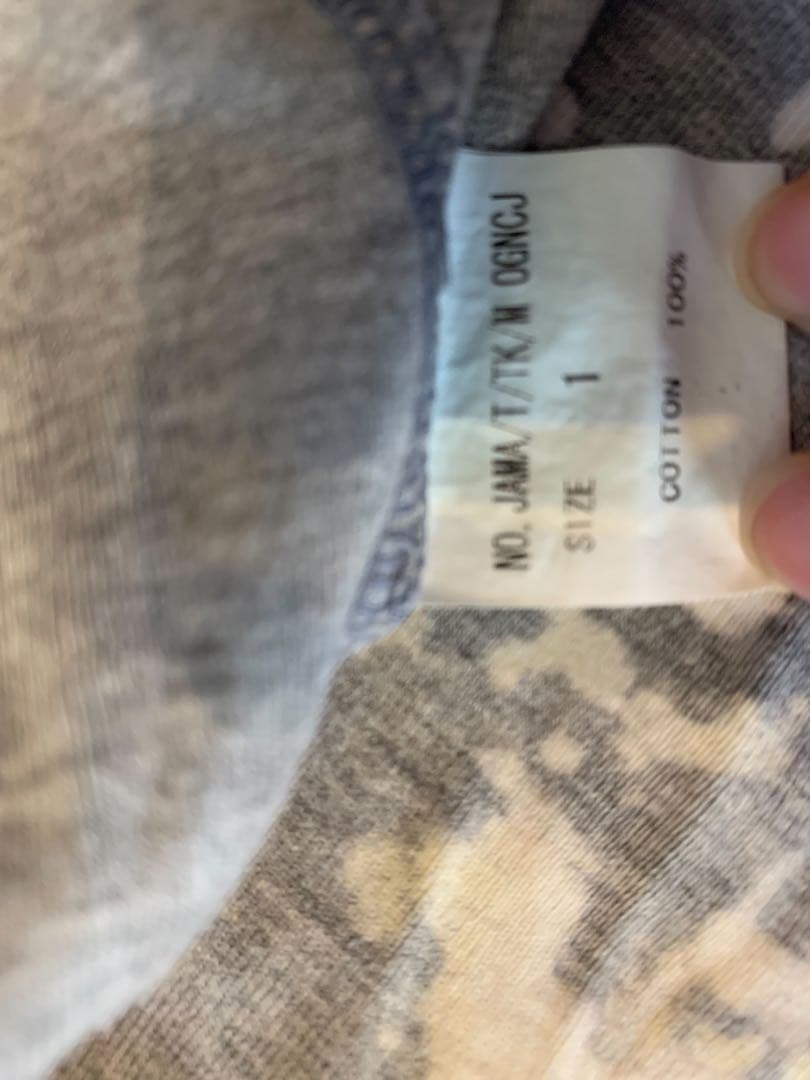 NO. JAMA/T/TK/M OGNCJ
SIZE 1
COTTON 100%